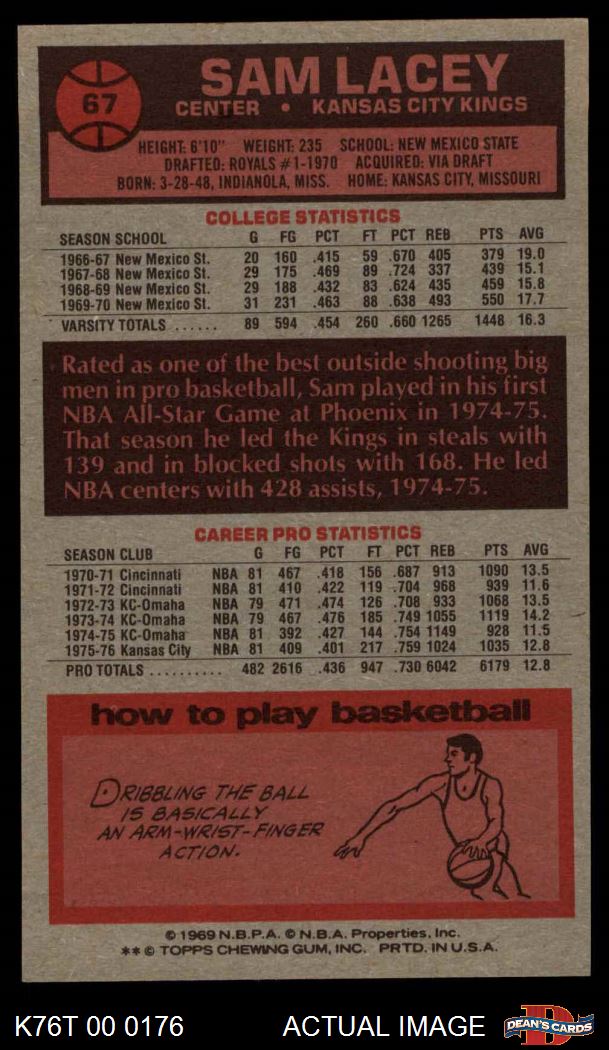 67
SAM LACEY
CENTER • KANSAS CITY KINGS
HEIGHT: 6'10" WEIGHT: 235 SCHOOL: NEW MEXICO STATE
DRAFTED: ROYALS #1-1970 ACQUIRED: VIA DRAFT
BORN: 3-28-48, INDIANOLA, MISS. HOME: KANSAS CITY, MISSOURI
COLLEGE STATISTICS
SEASON SCHOOL G FG PCT FT PCT REB PTS AVG
1966-67 New Mexico St. 20 160 .415 59 .670 405 379 19.0
1967-68 New Mexico St. 29 175 .469 89 .724 337 439 15.1
1968-69 New Mexico St. 29 188 .432 83 .624 435 459 15.8
1969-70 New Mexico St. 31 231 .463 88 .638 493 550 17.7
VARSITY TOTALS ...... 89 594 .454 260 .660 1265 1448 16.3
Rated as one of the best outside shooting big
men in pro basketball, Sam played in his first
NBA All-Star Game at Phoenix in 1974-75.
That season he led the Kings in steals with
139 and in blocked shots with 168. He led
NBA centers with 428 assists, 1974-75.
CAREER PRO STATISTICS
SEASON CLUB G FG PCT FT PCT REB PTS AVG
1970-71 Cincinnati NBA 81 467 .418 156 .687 913 1090 13.5
1971-72 Cincinnati NBA 81 410 .422 119 .704 968 939 11.6
1972-73 KC-Omaha NBA 79 471 .474 126 .708 933 1068 13.5
1973-74 KC-Omaha NBA 79 467 .476 185 .749 1055 1119 14.2
1974-75 KC-Omaha NBA 81 392 .427 144 .754 1149 928 11.5
1975-76 Kansas City NBA 81 409 .401 217 .759 1024 1035 12.8
PRO TOTALS .......... 482 2616 .436 947 .730 6042 6179 12.8
how to play basketball
DRIBBLING THE BALL
IS BASICALLY
AN ARM-WRIST-FINGER
ACTION.
© 1969 N.B.P.A. © N.B.A. Properties, Inc.
** © TOPPS CHEWING GUM, INC. PRTD. IN U.S.A.
K76T 00 0176 ACTUAL IMAGE
D
DEAN'S CARDS